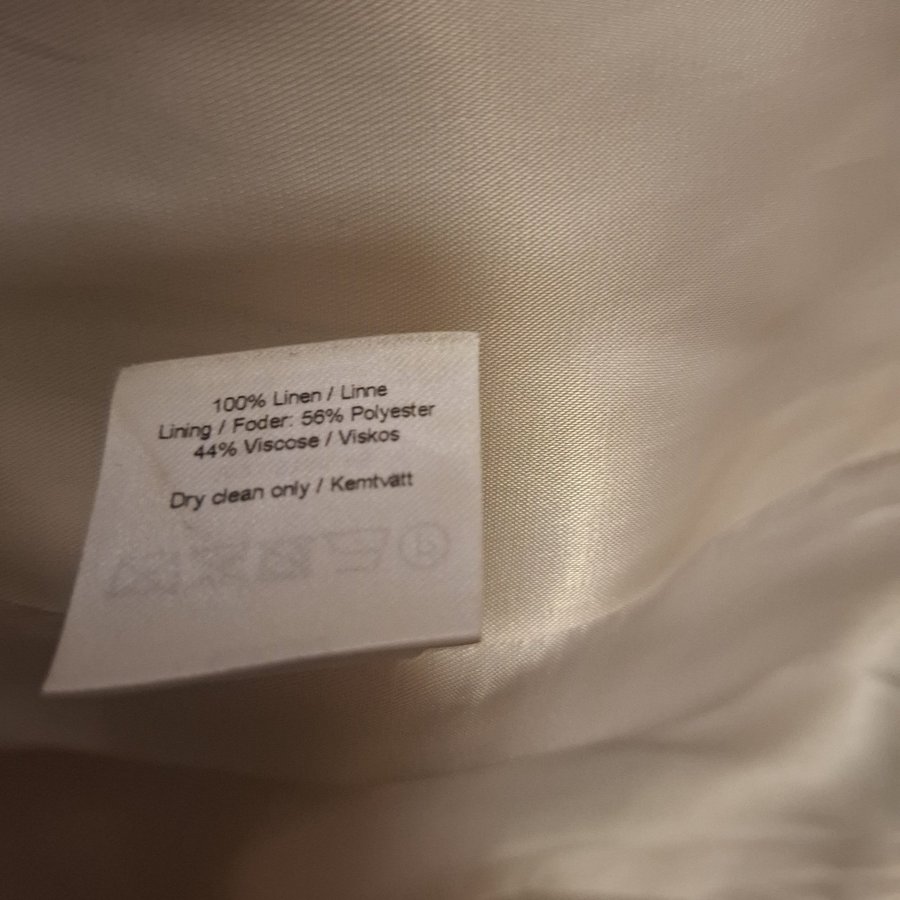 100% Linen / Linne
Lining / Foder: 56% Polyester
44% Viscose / Viskos
Dry clean only / Kemtvätt